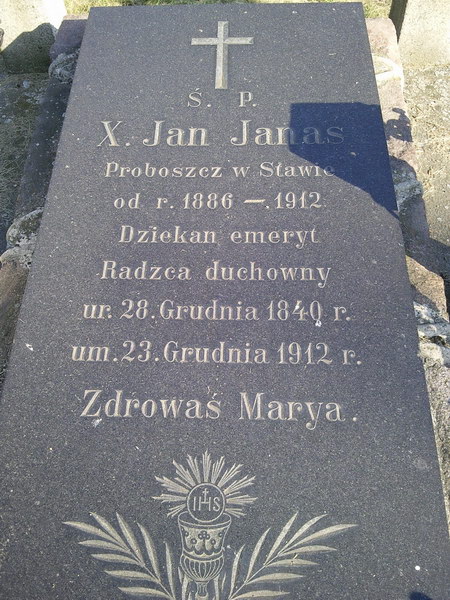 Ś. P.
X. Jan Janas
Proboszcz w Stawie
od r. 1886 – 1912.
Dziekan emeryt
Radzca duchowny
ur. 28. Grudnia 1840 r.
um. 23. Grudnia 1912 r.
Zdrowaś Marya.
IHS